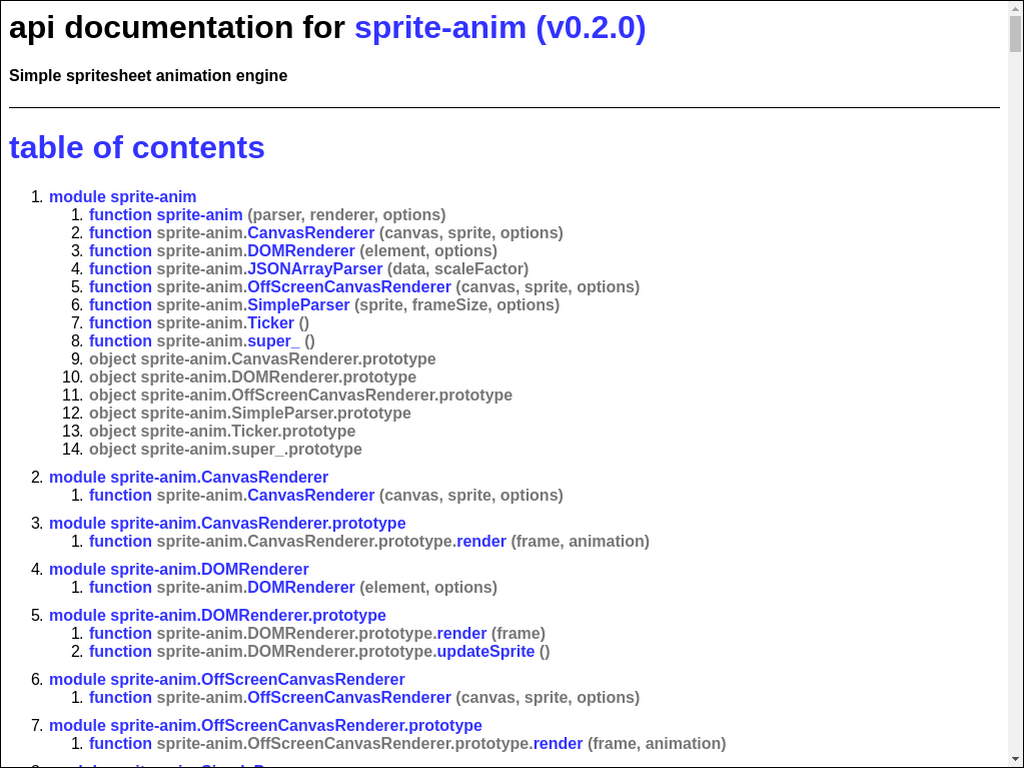 api documentation for sprite-anim (v0.2.0)
Simple spritesheet animation engine
table of contents
1. module sprite-anim
1. function sprite-anim (parser, renderer, options)
2. function sprite-anim.CanvasRenderer (canvas, sprite, options)
3. function sprite-anim.DOMRenderer (element, options)
4. function sprite-anim.JSONArrayParser (data, scaleFactor)
5. function sprite-anim.OffScreenCanvasRenderer (canvas, sprite, options)
6. function sprite-anim.SimpleParser (sprite, frameSize, options)
7. function sprite-anim.Ticker ()
8. function sprite-anim.super_ ()
9. object sprite-anim.CanvasRenderer.prototype
10. object sprite-anim.DOMRenderer.prototype
11. object sprite-anim.OffScreenCanvasRenderer.prototype
12. object sprite-anim.SimpleParser.prototype
13. object sprite-anim.Ticker.prototype
14. object sprite-anim.super_.prototype
2. module sprite-anim.CanvasRenderer
1. function sprite-anim.CanvasRenderer (canvas, sprite, options)
3. module sprite-anim.CanvasRenderer.prototype
1. function sprite-anim.CanvasRenderer.prototype.render (frame, animation)
4. module sprite-anim.DOMRenderer
1. function sprite-anim.DOMRenderer (element, options)
5. module sprite-anim.DOMRenderer.prototype
1. function sprite-anim.DOMRenderer.prototype.render (frame)
2. function sprite-anim.DOMRenderer.prototype.updateSprite ()
6. module sprite-anim.OffScreenCanvasRenderer
1. function sprite-anim.OffScreenCanvasRenderer (canvas, sprite, options)
7. module sprite-anim.OffScreenCanvasRenderer.prototype
1. function sprite-anim.OffScreenCanvasRenderer.prototype.render (frame, animation)